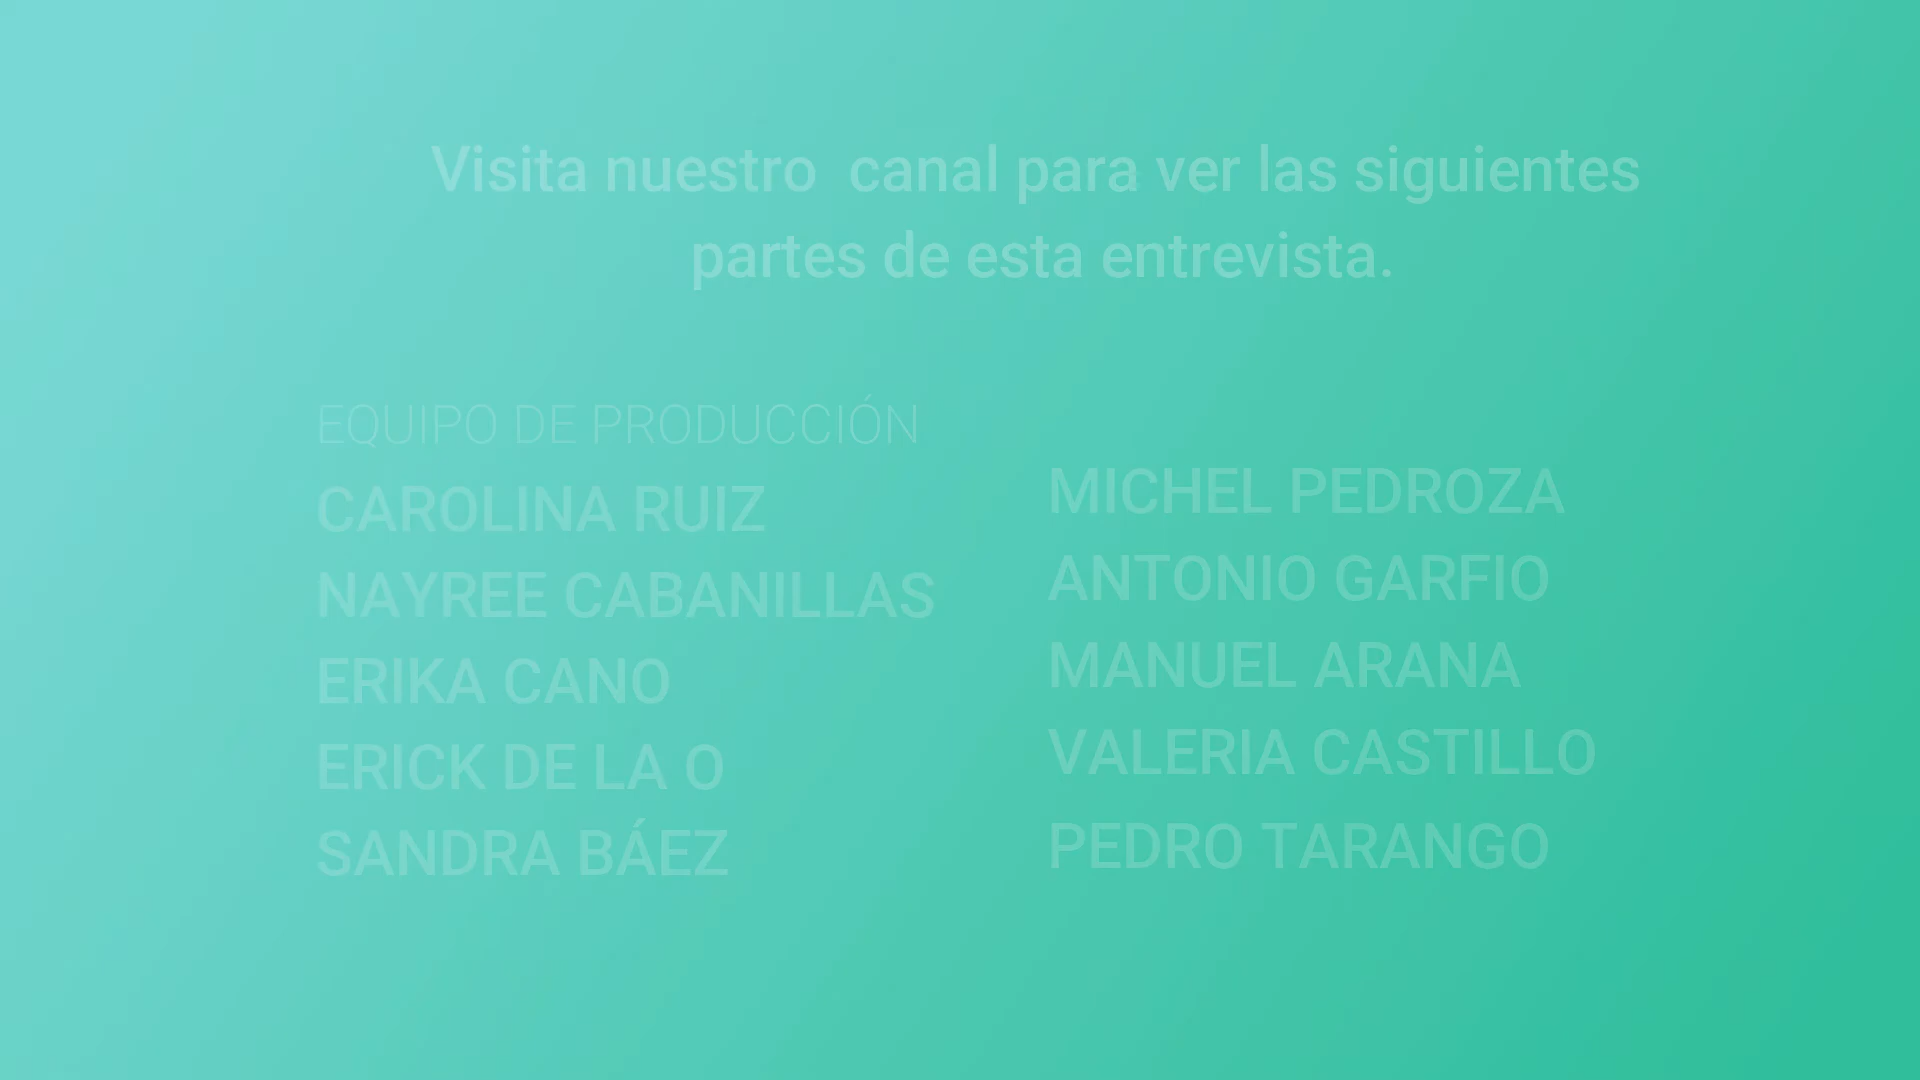 Visita nuestro  canal para ver las siguientes
partes de esta entrevista.
EQUIPO DE PRODUCCIÓN
CAROLINA RUIZ
NAYREE CABANILLAS
ERIKA CANO
ERICK DE LA O
SANDRA BÁEZ
MICHEL PEDROZA
ANTONIO GARFIO
MANUEL ARANA
VALERIA CASTILLO
PEDRO TARANGO